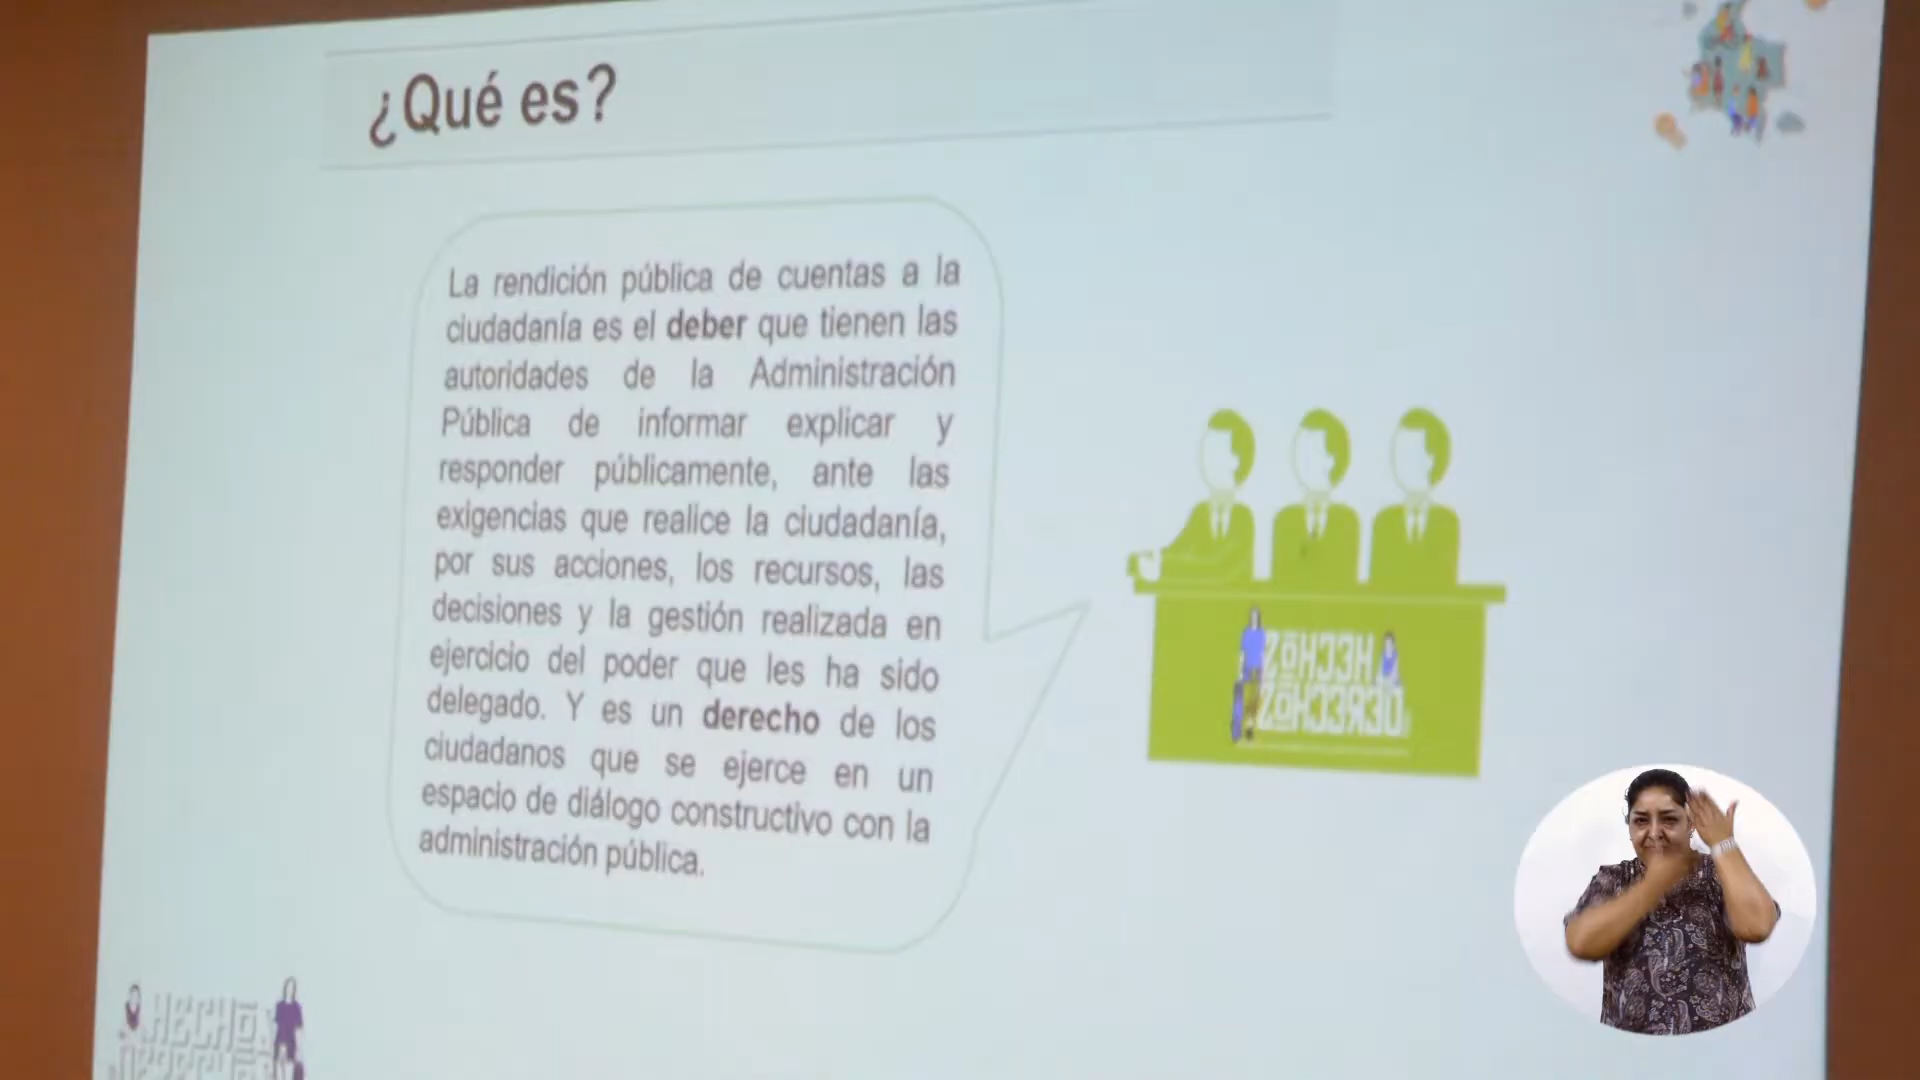 ¿Qué es?
La rendición pública de cuentas a la
ciudadanía es el deber que tienen las
autoridades de la Administración
Pública de informar explicar y
responder públicamente, ante las
exigencias que realice la ciudadanía,
por sus acciones, los recursos, las
decisiones y la gestión realizada en
ejercicio del poder que les ha sido
delegado. Y es un derecho de los
ciudadanos que se ejerce en un
espacio de diálogo constructivo con la
administración pública.
HECHOZ
DERECHOZ
HECHO